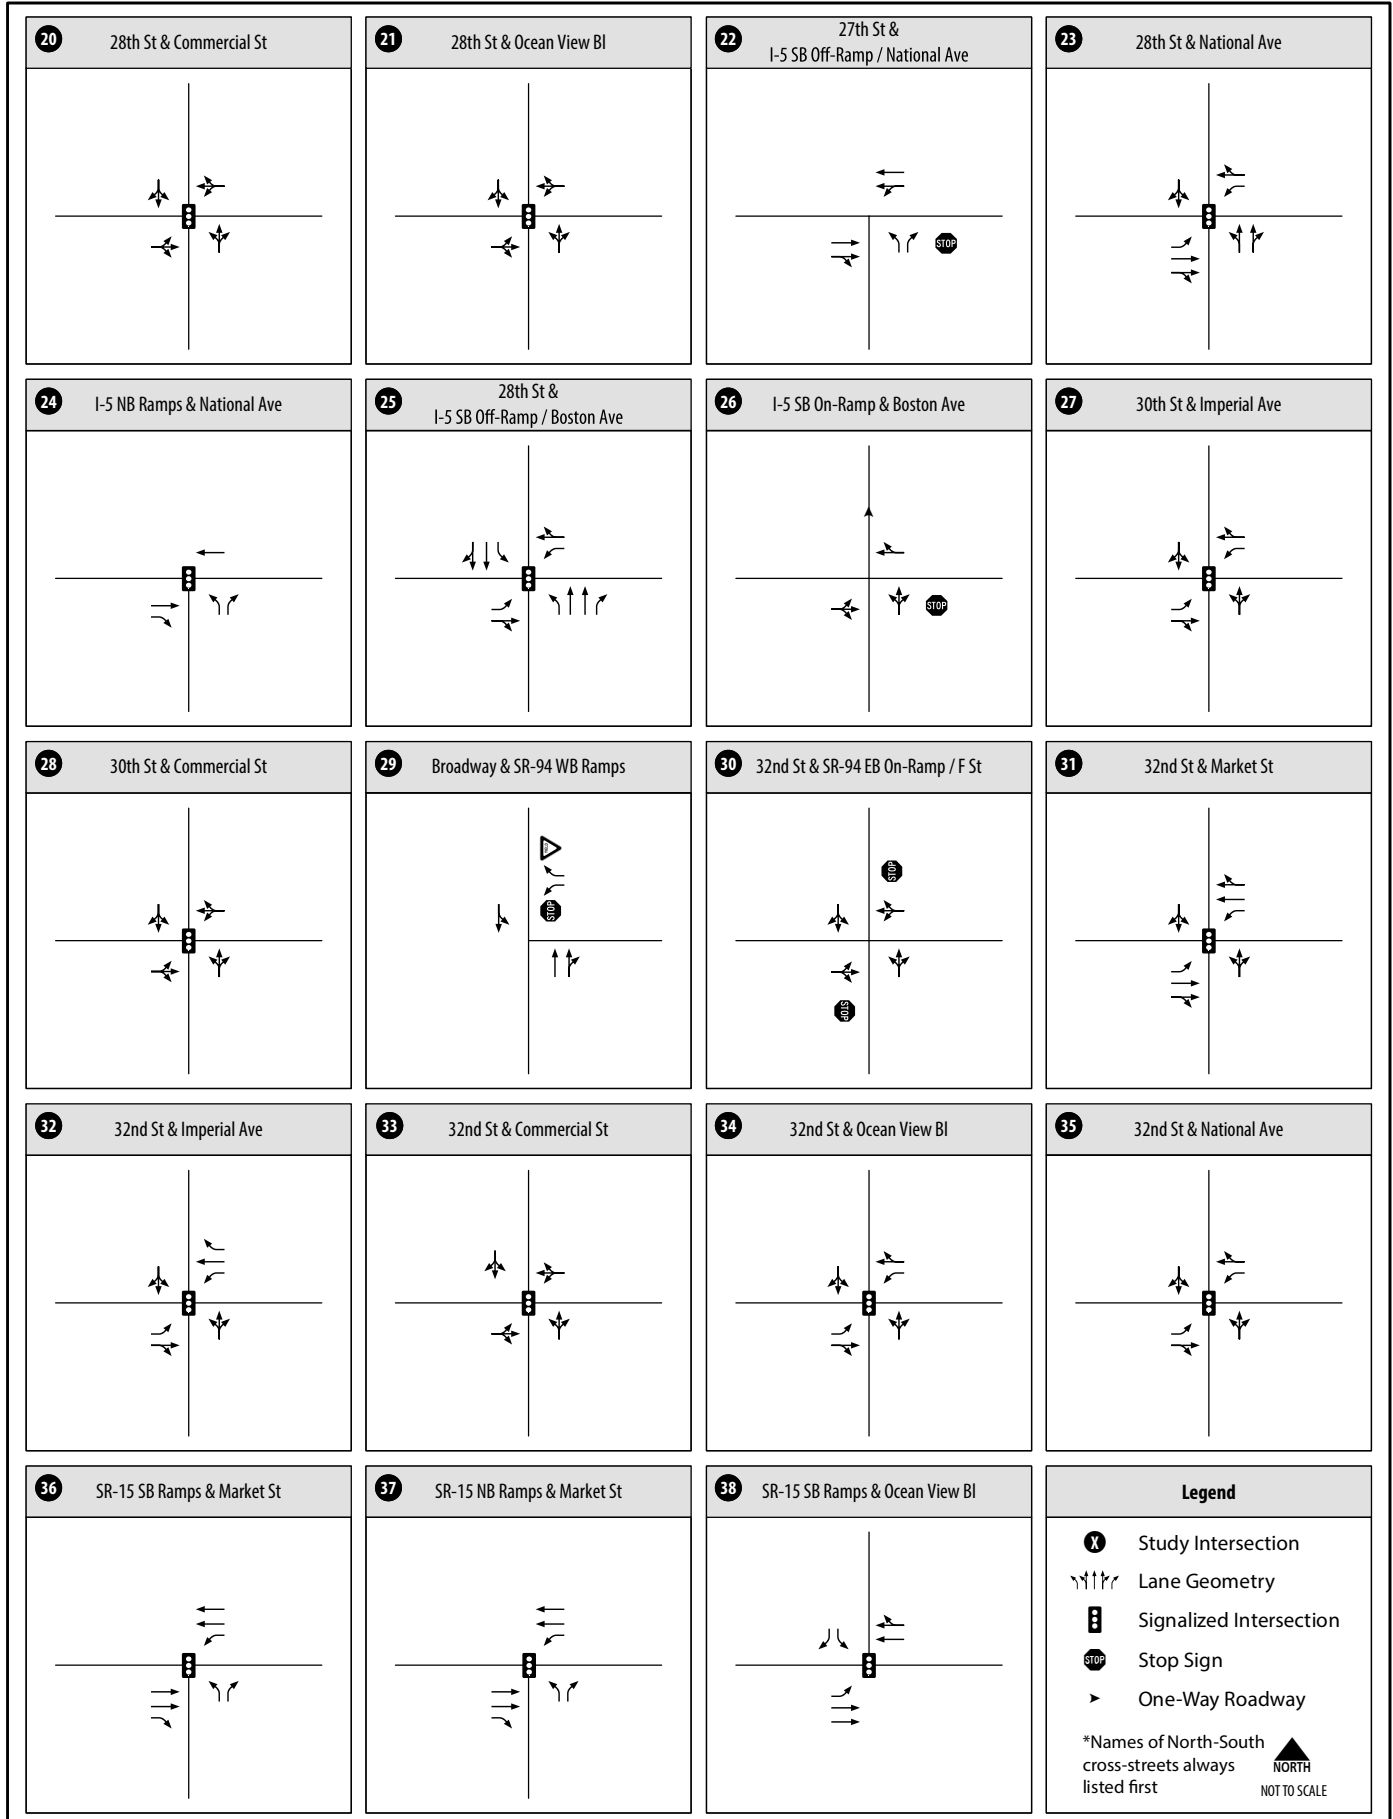 20
28th St & Commercial St
21
28th St & Ocean View Bl
22
27th St &
I-5 SB Off-Ramp / National Ave
23
28th St & National Ave
STOP
24
I-5 NB Ramps & National Ave
25
28th St &
I-5 SB Off-Ramp / Boston Ave
26
I-5 SB On-Ramp & Boston Ave
27
30th St & Imperial Ave
STOP
28
30th St & Commercial St
29
Broadway & SR-94 WB Ramps
30
32nd St & SR-94 EB On-Ramp / F St
31
32nd St & Market St
STOP
STOP
STOP
32
32nd St & Imperial Ave
33
32nd St & Commercial St
34
32nd St & Ocean View Bl
35
32nd St & National Ave
36
SR-15 SB Ramps & Market St
37
SR-15 NB Ramps & Market St
38
SR-15 SB Ramps & Ocean View Bl
Legend
X
Study Intersection
Lane Geometry
Signalized Intersection
STOP
Stop Sign
One-Way Roadway
*Names of North-South
cross-streets always
listed first
NORTH
NOT TO SCALE